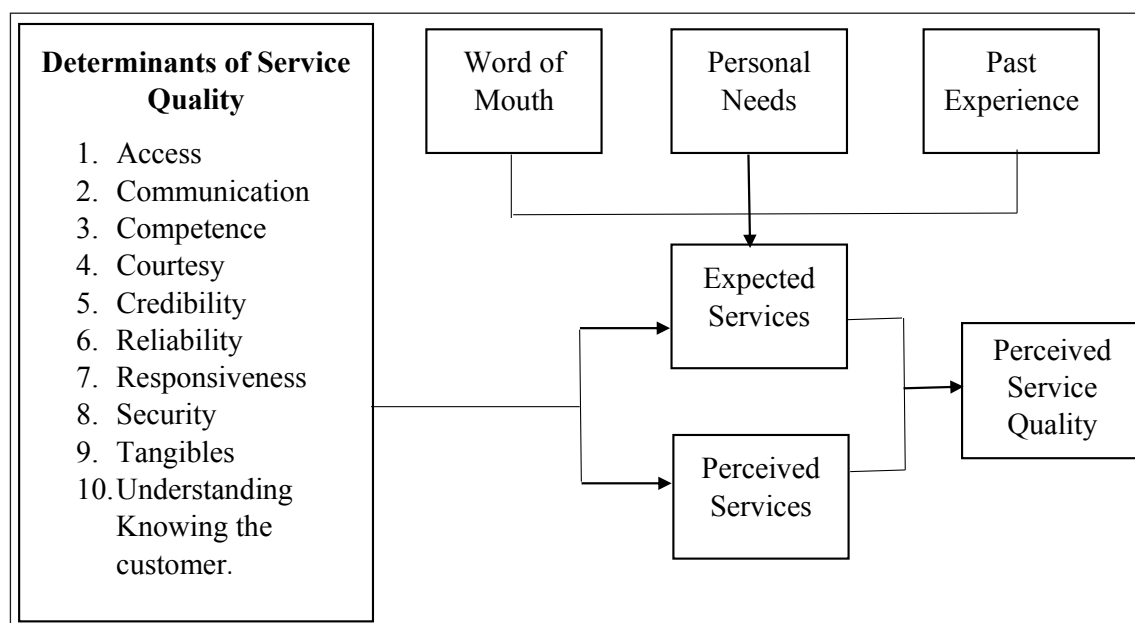 Determinants of Service
Quality
1. Access
2. Communication
3. Competence
4. Courtesy
5. Credibility
6. Reliability
7. Responsiveness
8. Security
9. Tangibles
10. Understanding
Knowing the
customer.
Word of
Mouth
Personal
Needs
Past
Experience
Expected
Services
Perceived
Services
Perceived
Service
Quality